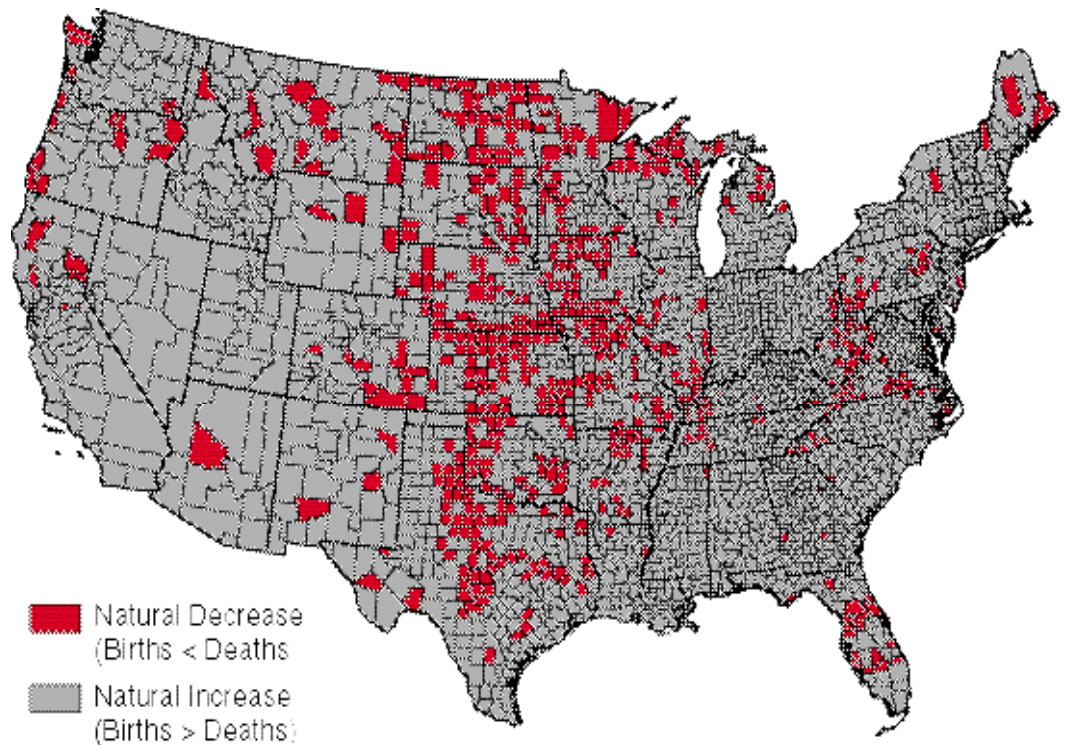 Natural Decrease
(Births < Deaths
Natural Increase
(Births > Deaths)